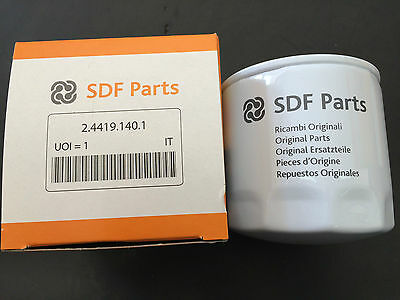 SDF Parts
2.4419.140.1
UOI = 1 IT
SDF Parts
Ricambi Originali
Original Parts
Original Ersatzteile
Pieces d'Origine
Repuestos Originales